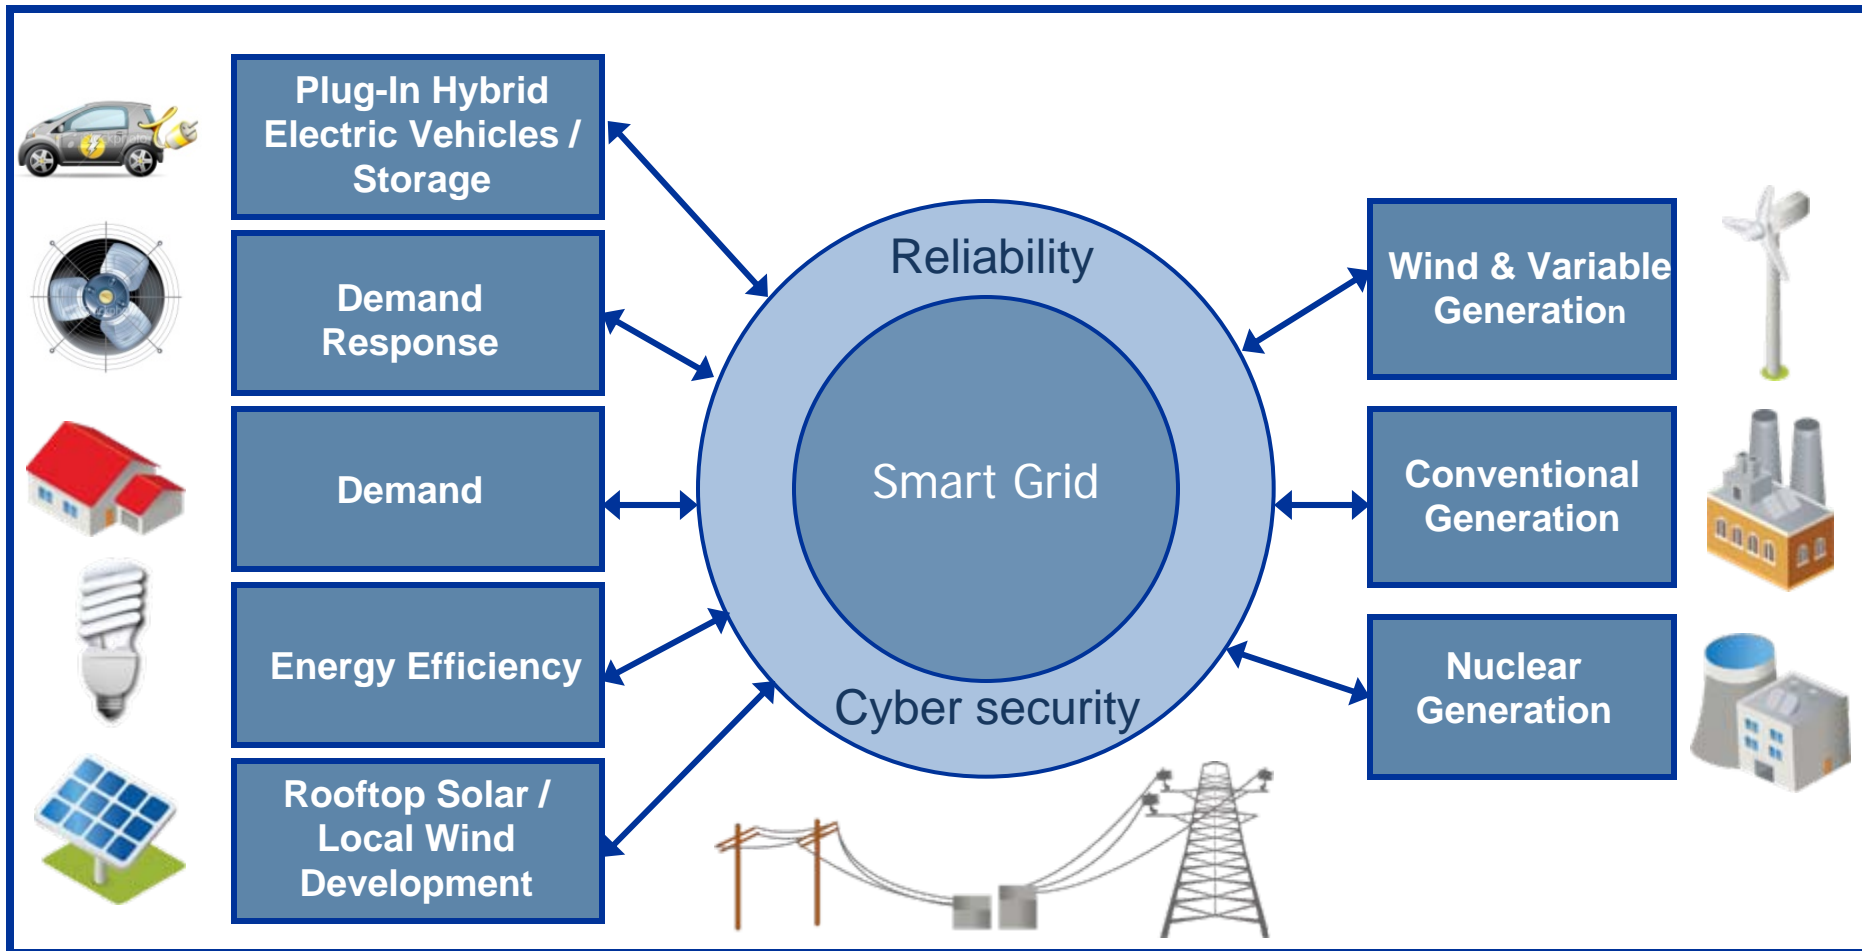 Plug-In Hybrid
Electric Vehicles /
Storage
Demand
Response
Demand
Energy Efficiency
Rooftop Solar /
Local Wind
Development
Reliability
Smart Grid
Cyber security
Wind & Variable
Generation
Conventional
Generation
Nuclear
Generation